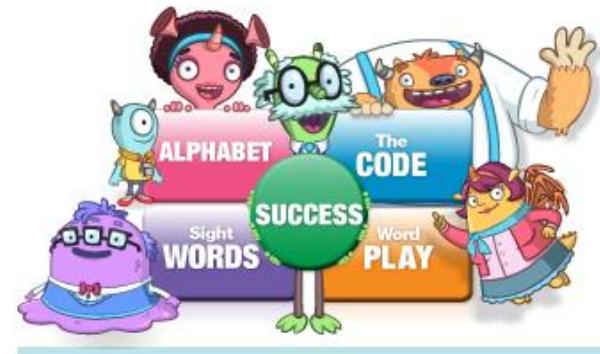 ALPHABET
The
CODE
SUCCESS
Sight
WORDS
Word
PLAY